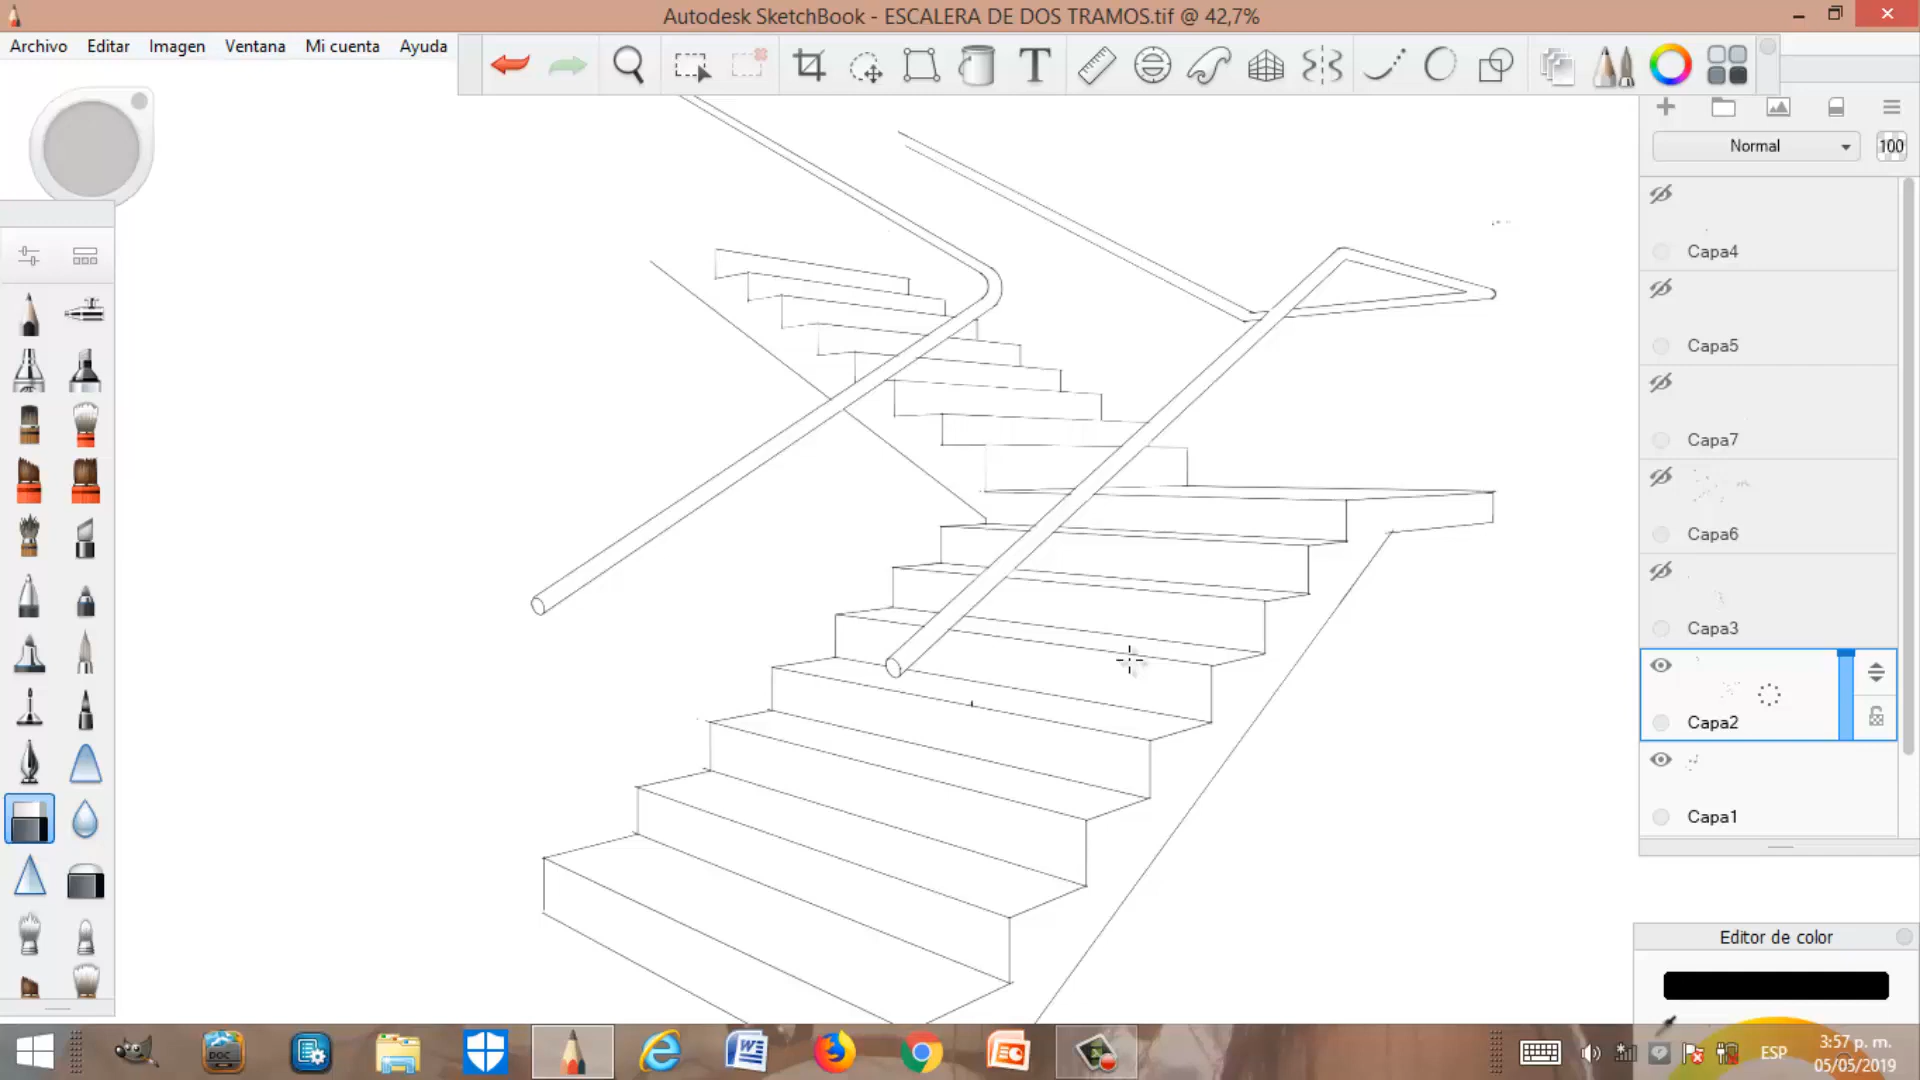 Autodesk SketchBook - ESCALERA DE DOS TRAMOS.tif @ 42,7%
Archivo Editar Imagen Ventana Mi cuenta Ayuda
T
Normal 100
Capa4
Capa5
Capa7
Capa6
Capa3
Capa2
Capa1
Editor de color
DOC
ESP
3:57 p. m.
05/05/2019